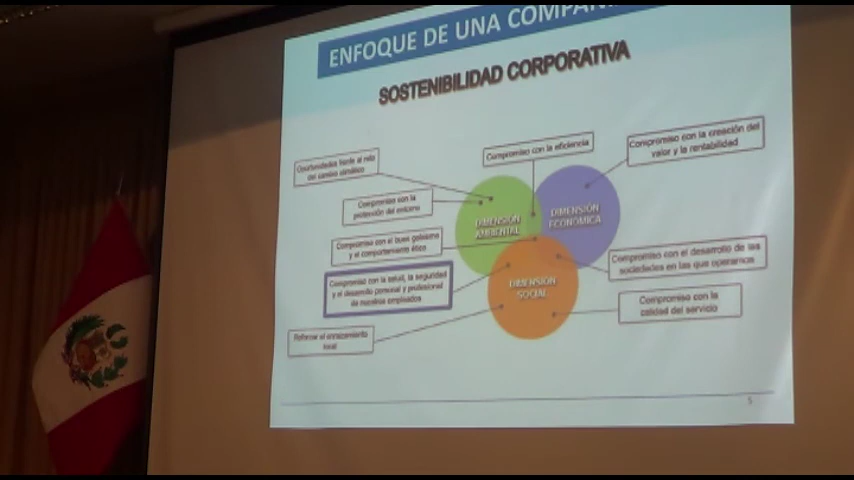 ENFOQUE DE UNA
SOSTENIBILIDAD CORPORATIVA
Compromiso con la eficiencia
Compromiso con la creación del
valor y la rentabilidad
Oportunidades frente al reto
del cambio climático
Compromiso con la
protección del entorno
DIMENSIÓN
AMBIENTAL
DIMENSIÓN
ECONÓMICA
Compromiso con el buen gobierno
y el comportamiento ético
Compromiso con el desarrollo de las
sociedades en las que operamos
Compromiso con la salud, la seguridad
y el desarrollo personal y profesional
de nuestros empleados
DIMENSIÓN
SOCIAL
Compromiso con la
calidad del servicio
Reforzar el enraizamiento
local
5